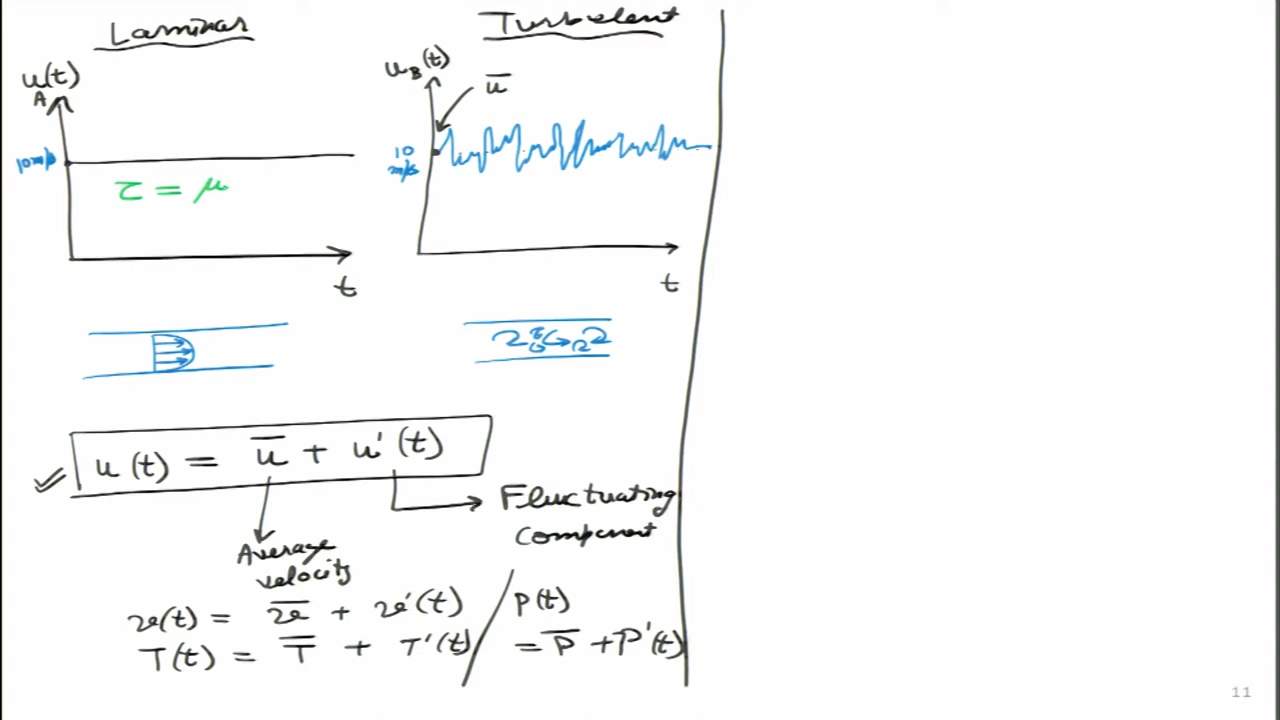 Laminar
u(t)
A
10 m/s
τ = μ
t
Turbulent
u_B(t)
ū
10
m/s
t
u(t) = ū + u'(t)
Fluctuating
component
Average
velocity
v(t) = v̄ + v'(t)
T(t) = T̄ + T'(t)
P(t)
= P̄ + P'(t)
11